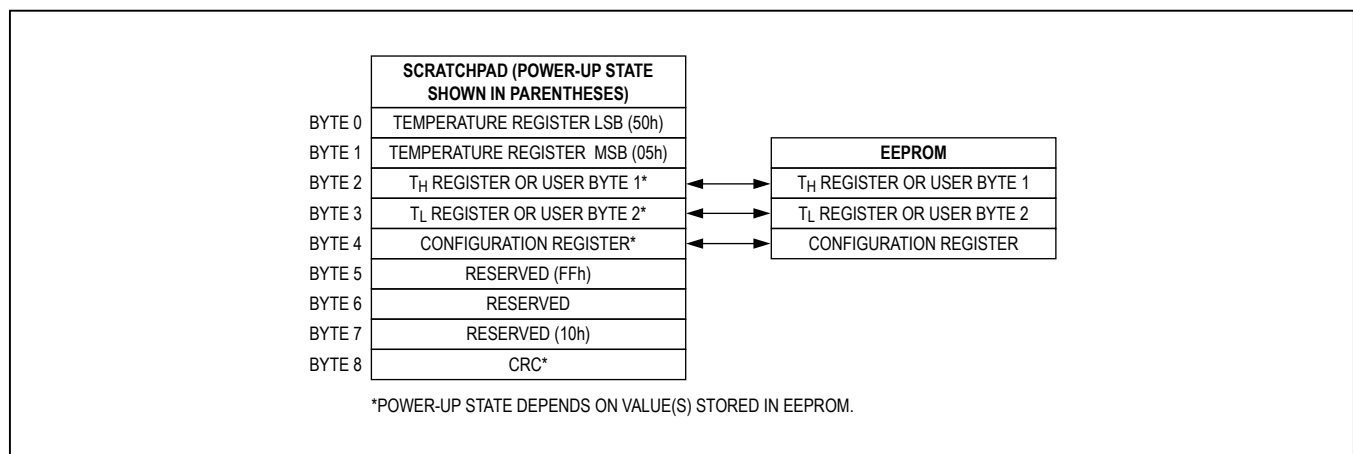 SCRATCHPAD (POWER-UP STATE
SHOWN IN PARENTHESES)
BYTE 0 TEMPERATURE REGISTER LSB (50h)
BYTE 1 TEMPERATURE REGISTER MSB (05h) EEPROM
BYTE 2 TH REGISTER OR USER BYTE 1* TH REGISTER OR USER BYTE 1
BYTE 3 TL REGISTER OR USER BYTE 2* TL REGISTER OR USER BYTE 2
BYTE 4 CONFIGURATION REGISTER* CONFIGURATION REGISTER
BYTE 5 RESERVED (FFh)
BYTE 6 RESERVED
BYTE 7 RESERVED (10h)
BYTE 8 CRC*
*POWER-UP STATE DEPENDS ON VALUE(S) STORED IN EEPROM.